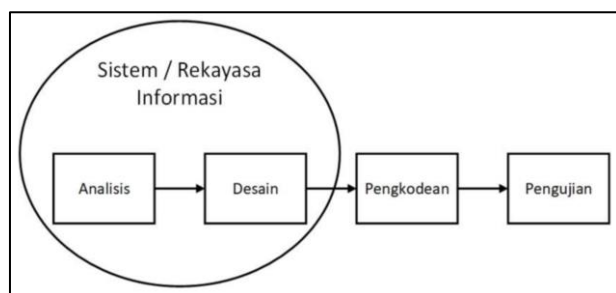 Sistem / Rekayasa
Informasi
Analisis
Desain
Pengkodean
Pengujian